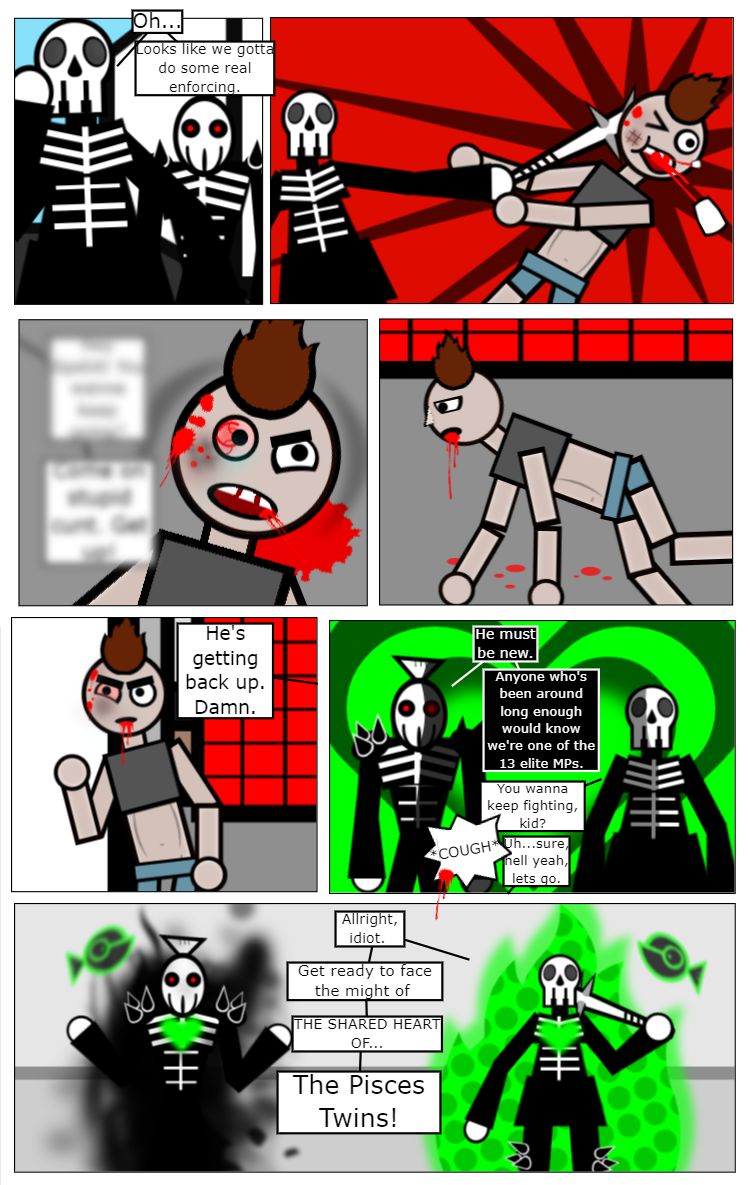 Oh...
Looks like we gotta
do some real
enforcing.
wanna
keep
Come on
stupid
cunt. Get
up!
He's
getting
back up.
Damn.
He must
be new.
Anyone who's
been around
long enough
would know
we're one of the
13 elite MPs.
You wanna
keep fighting,
kid?
*COUGH*
Uh...sure,
hell yeah,
lets go.
Allright,
idiot.
Get ready to face
the might of
THE SHARED HEART
OF...
The Pisces
Twins!